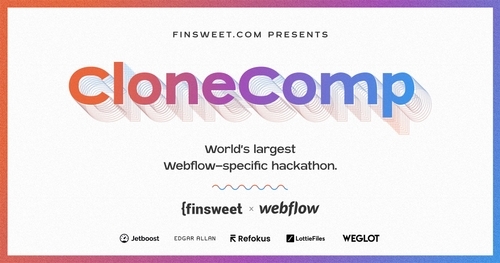 FINSWEET.COM PRESENTS
CloneComp
World's largest
Webflow–specific hackathon.
{finsweet × webflow
Jetboost EDGAR ALLAN Refokus LottieFiles WEGLOT